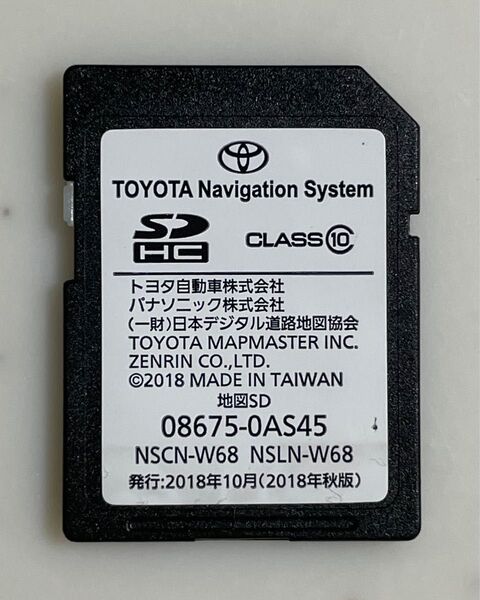 TOYOTA Navigation System
SD HC CLASS 10
トヨタ自動車株式会社
パナソニック株式会社
(一財)日本デジタル道路地図協会
TOYOTA MAPMASTER INC.
ZENRIN CO.,LTD.
©2018 MADE IN TAIWAN
地図SD
08675-0AS45
NSCN-W68 NSLN-W68
発行:2018年10月(2018年秋版)